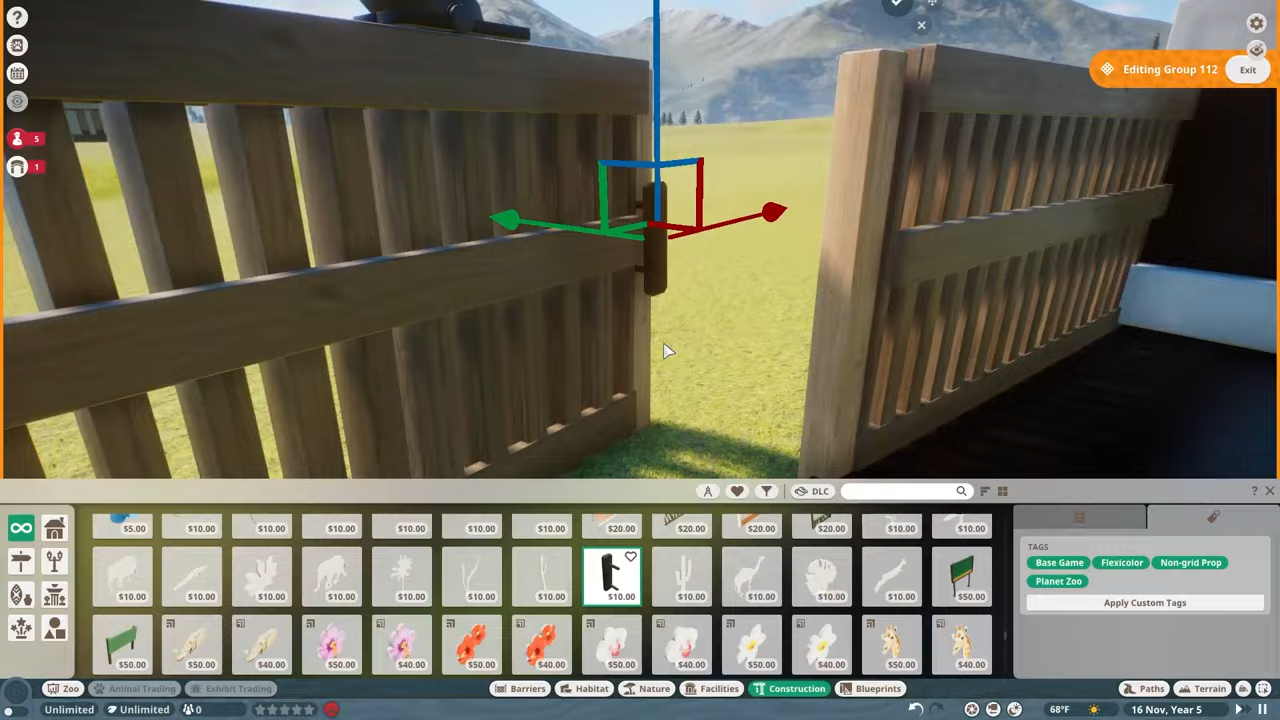 ?
Editing Group 112 Exit
5
1
DLC
? ×
$5.00 $10.00 $10.00 $10.00 $10.00 $10.00 $10.00 $20.00 $20.00 $20.00 $20.00 $10.00 $10.00
$10.00 $10.00 $10.00 $10.00 $10.00 $10.00 $10.00 $10.00 $10.00 $10.00 $10.00 $10.00 $50.00
$50.00 $50.00 $40.00 $50.00 $40.00 $50.00 $40.00 $50.00 $40.00 $50.00 $40.00 $50.00 $40.00
TAGS
Base Game Flexicolor Non-grid Prop
Planet Zoo
Apply Custom Tags
Zoo Animal Trading Exhibit Trading Barriers Habitat Nature Facilities Construction Blueprints Paths Terrain
Unlimited Unlimited 0 68°F 16 Nov, Year 5